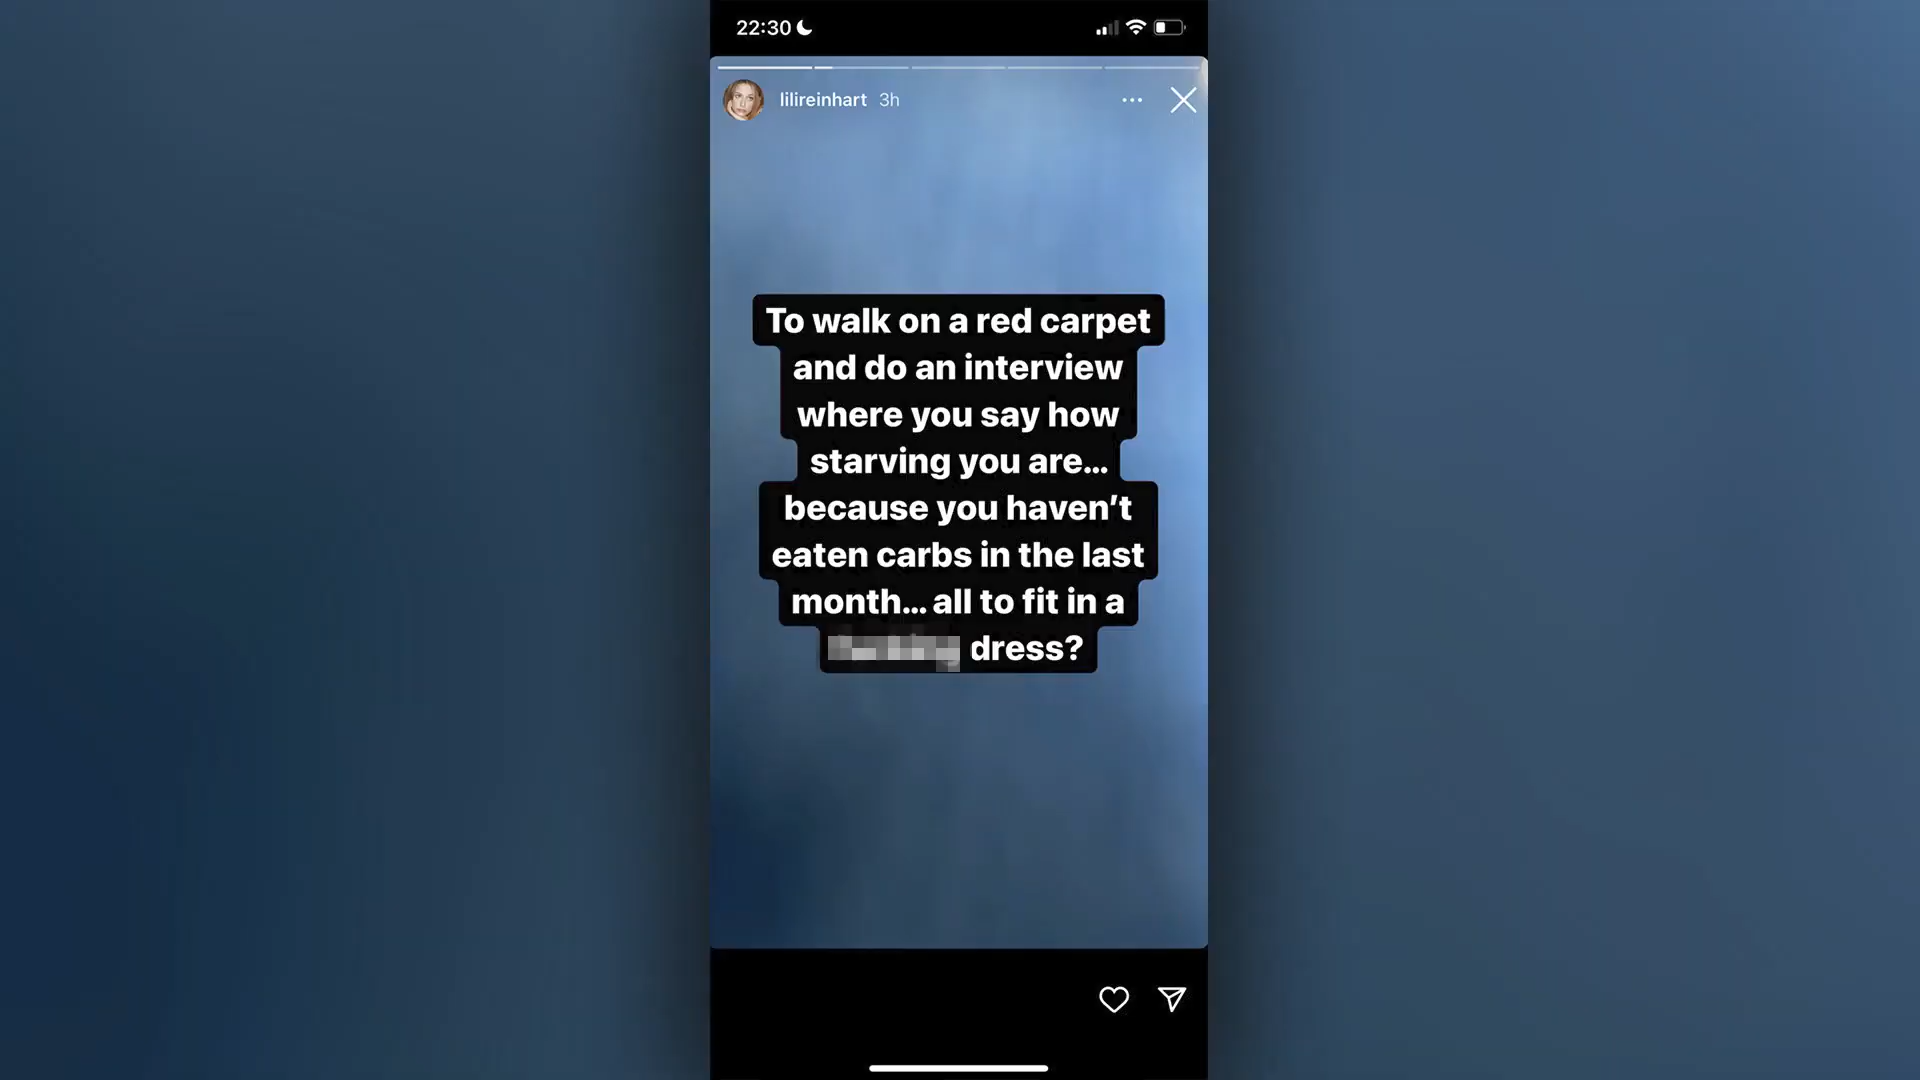 22:30
lilireinhart 3h
To walk on a red carpet
and do an interview
where you say how
starving you are...
because you haven't
eaten carbs in the last
month... all to fit in a
dress?